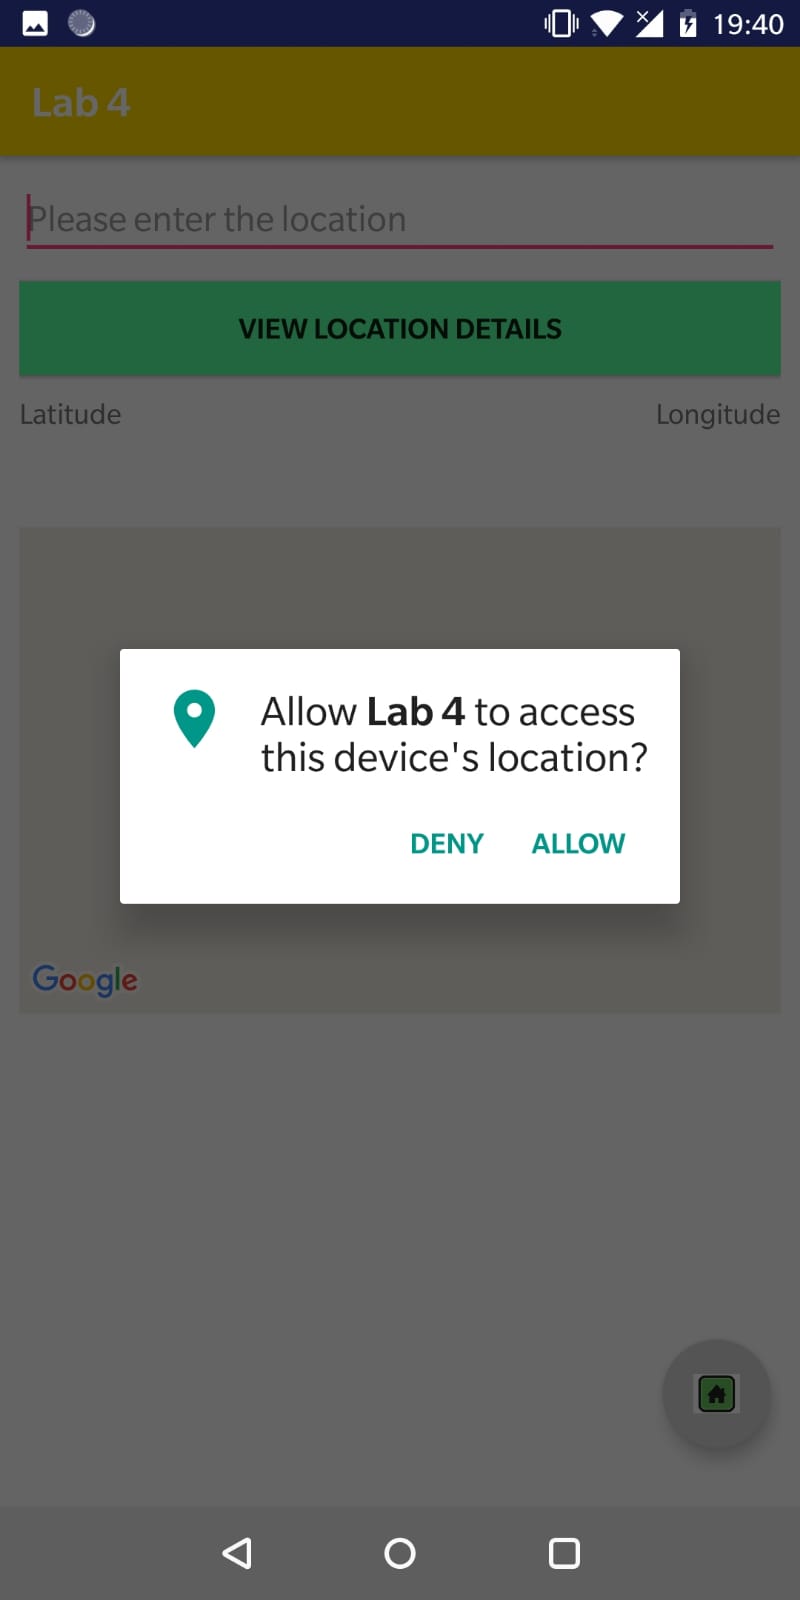 19:40
Lab 4
Please enter the location
VIEW LOCATION DETAILS
Latitude Longitude
Allow Lab 4 to access
this device's location?
DENY ALLOW
Google